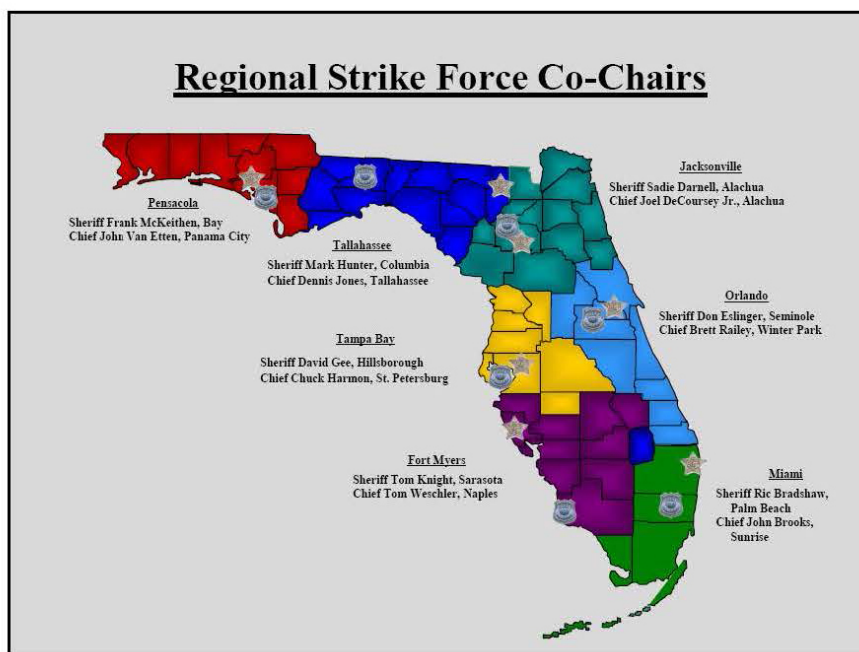 Regional Strike Force Co-Chairs
Jacksonville
Sheriff Sadie Darnell, Alachua
Chief Joel DeCoursey Jr., Alachua
Pensacola
Sheriff Frank McKeithen, Bay
Chief John Van Etten, Panama City
Tallahassee
Sheriff Mark Hunter, Columbia
Chief Dennis Jones, Tallahassee
Orlando
Sheriff Don Eslinger, Seminole
Chief Brett Railey, Winter Park
Tampa Bay
Sheriff David Gee, Hillsborough
Chief Chuck Harmon, St. Petersburg
Fort Myers
Sheriff Tom Knight, Sarasota
Chief Tom Weschler, Naples
Miami
Sheriff Ric Bradshaw,
Palm Beach
Chief John Brooks,
Sunrise